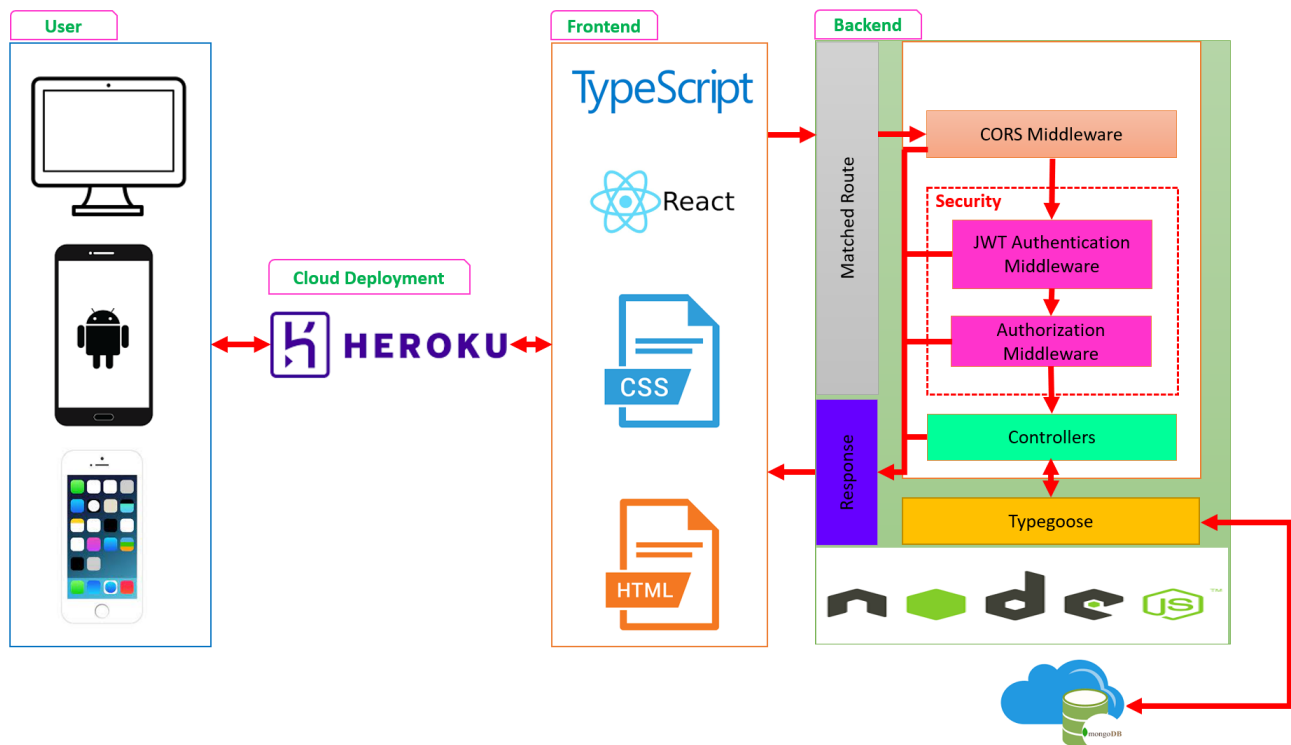 User
Frontend
Backend
TypeScript
React
Cloud Deployment
HEROKU
CSS
HTML
Matched Route
Response
CORS Middleware
Security
JWT Authentication
Middleware
Authorization
Middleware
Controllers
Typegoose
node
JS™
mongoDB